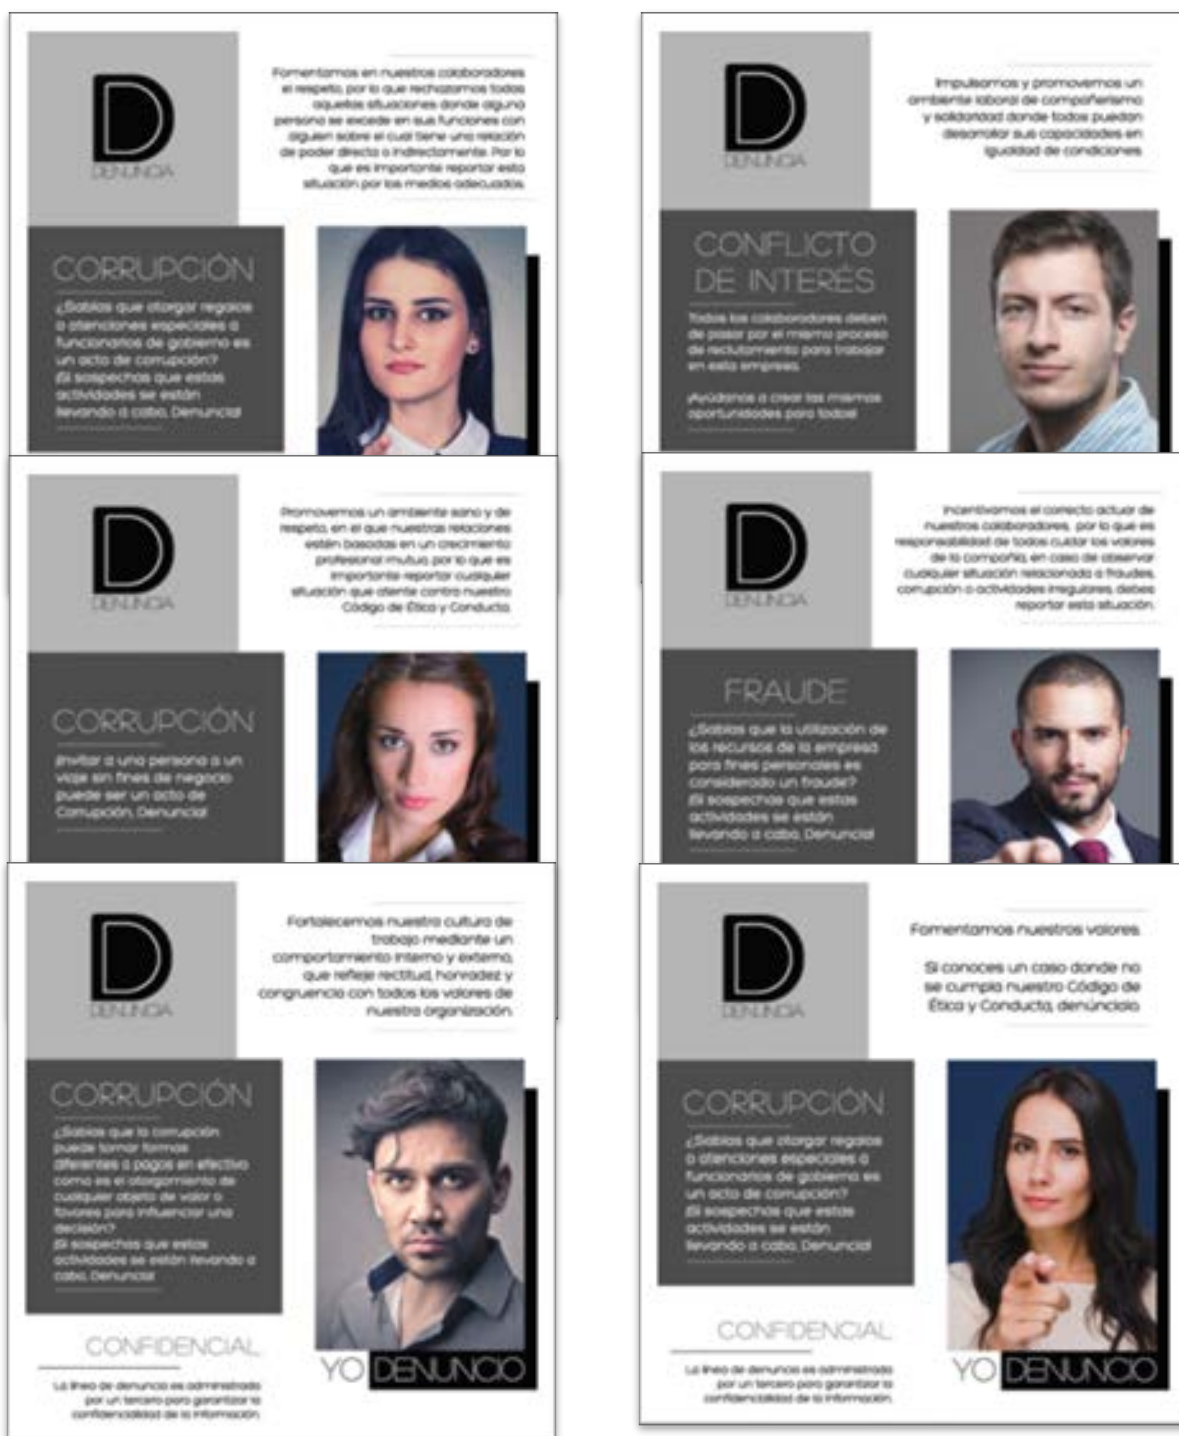 DENUNCIA
Fomentamos en nuestros colaboradores
el respeto, por lo que rechazamos todas
aquellas situaciones donde alguna
persona se excede en sus funciones con
alguien sobre el cual tiene una relación
de poder directa o indirectamente. Por lo
que es importante reportar esta
situación por los medios adecuados.
CORRUPCIÓN
¿Sabías que otorgar regalos
o atenciones especiales a
funcionarios de gobierno es
un acto de corrupción?
¡Si sospechas que estas
actividades se están
llevando a cabo, Denuncia!
DENUNCIA
Impulsamos y promovemos un
ambiente laboral de compañerismo
y solidaridad donde todos puedan
desarrollar sus capacidades en
igualdad de condiciones.
CONFLICTO
DE INTERÉS
Todos los colaboradores deben
de pasar por el mismo proceso
de reclutamiento para trabajar
en esta empresa.
¡Ayúdanos a crear las mismas
oportunidades para todos!
DENUNCIA
Promovemos un ambiente sano y de
respeto, en el que nuestras relaciones
estén basadas en un crecimiento
profesional mutuo, por lo que es
importante reportar cualquier
situación que atente contra nuestro
Código de Ética y Conducta.
CORRUPCIÓN
¡Invitar a una persona a un
viaje sin fines de negocio
puede ser un acto de
Corrupción, Denuncia!
DENUNCIA
Incentivamos el correcto actuar de
nuestros colaboradores, por lo que es
responsabilidad de todos cuidar los valores
de la compañía, en caso de observar
cualquier situación relacionada a fraudes,
corrupción o actividades irregulares, debes
reportar esta situación.
FRAUDE
¿Sabías que la utilización de
los recursos de la empresa
para fines personales es
considerado un fraude?
¡Si sospechas que estas
actividades se están
llevando a cabo, Denuncia!
DENUNCIA
Fortalecemos nuestra cultura de
trabajo mediante un
comportamiento interno y externo,
que refleje rectitud, honradez y
congruencia con todos los valores de
nuestra organización.
CORRUPCIÓN
¿Sabías que la corrupción
puede tomar formas
diferentes a pagos en efectivo
como es el otorgamiento de
cualquier objeto de valor o
favores para influenciar una
decisión?
¡Si sospechas que estas
actividades se están llevando a
cabo, Denuncia!
CONFIDENCIAL
La línea de denuncia es administrada
por un tercero para garantizar la
confidencialidad de la información.
YO DENUNCIO
DENUNCIA
Fomentamos nuestros valores.
Si conoces un caso donde no
se cumpla nuestro Código de
Ética y Conducta, denúncialo.
CORRUPCIÓN
¿Sabías que otorgar regalos
o atenciones especiales a
funcionarios de gobierno es
un acto de corrupción?
¡Si sospechas que estas
actividades se están
llevando a cabo, Denuncia!
CONFIDENCIAL
La línea de denuncia es administrada
por un tercero para garantizar la
confidencialidad de la información.
YO DENUNCIO